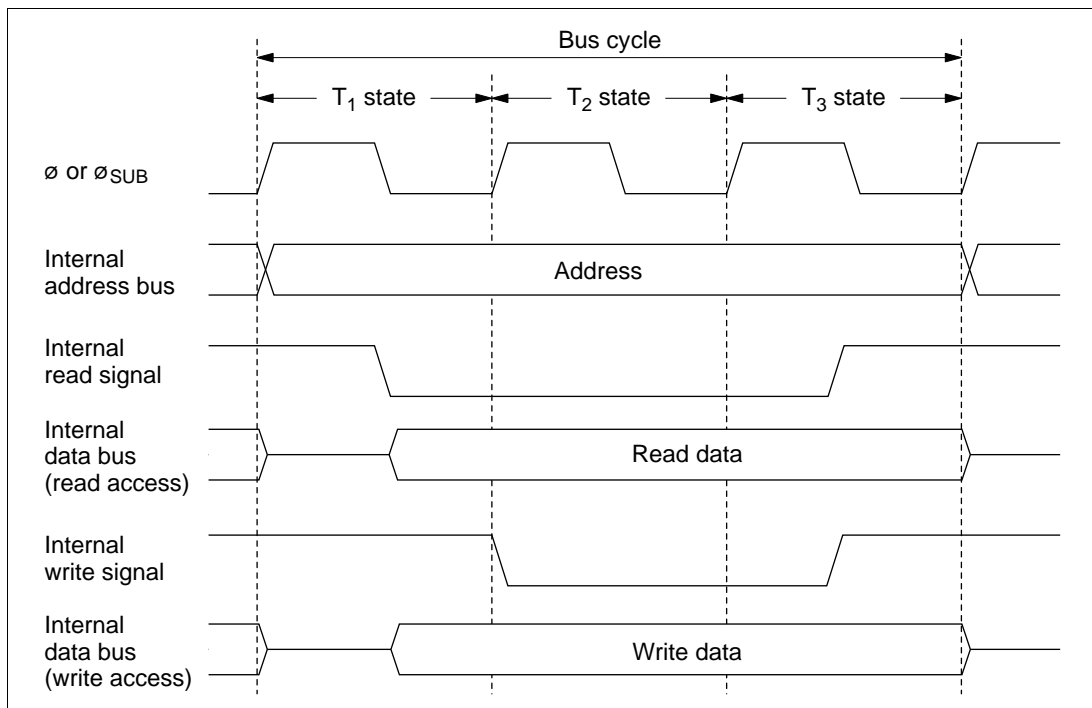 Bus cycle
T₁ state
T₂ state
T₃ state
ø or øSUB
Internal
address bus
Address
Internal
read signal
Internal
data bus
(read access)
Read data
Internal
write signal
Internal
data bus
(write access)
Write data